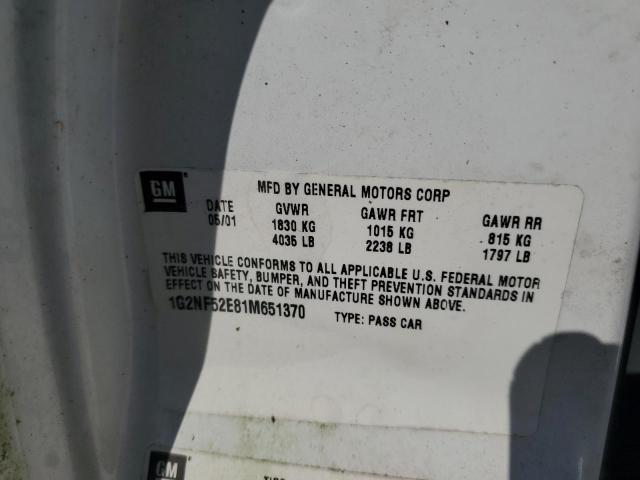 GM
MFD BY GENERAL MOTORS CORP
DATE GVWR GAWR FRT GAWR RR
05/01 1830 KG 1015 KG 815 KG
4035 LB 2238 LB 1797 LB
THIS VEHICLE CONFORMS TO ALL APPLICABLE U.S. FEDERAL MOTOR
VEHICLE SAFETY, BUMPER, AND THEFT PREVENTION STANDARDS IN
EFFECT ON THE DATE OF MANUFACTURE SHOWN ABOVE.
1G2NF52E81M651370 TYPE: PASS CAR
GM